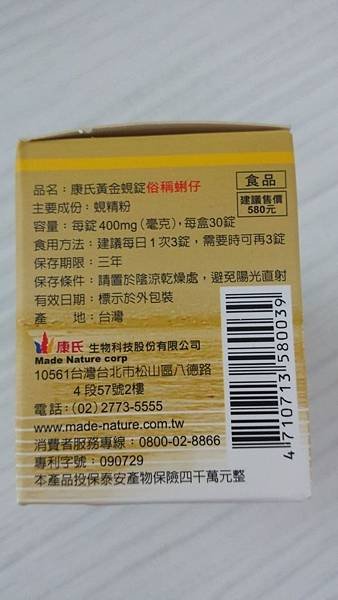 品名：康氏黃金蜆錠俗稱蜊仔
食品
建議售價
580元
主要成份：蜆精粉
容量：每錠400mg（毫克），每盒30錠
食用方法：建議每日1次3錠，需要時可再3錠
保存期限：三年
保存條件：請置於陰涼乾燥處，避免陽光直射
有效日期：標示於外包裝
產　　地：台灣
康氏 生物科技股份有限公司
Made Nature corp
10561台灣台北市松山區八德路
4段57號2樓
電話：(02) 2773-5555
www.made-nature.com.tw
消費者服務專線：0800-02-8866
專利字號：090729
本產品投保泰安產物保險四千萬元整
4 710713 580039